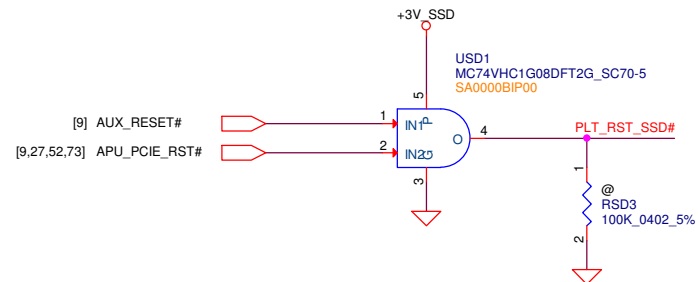 +3V_SSD
USD1
MC74VHC1G08DFT2G_SC70-5
SA0000BIP00
5
[9] AUX_RESET#
1
IN1
P
O
4
PLT_RST_SSD#
[9,27,52,73] APU_PCIE_RST#
2
IN2
G
3
1
@
RSD3
100K_0402_5%
2